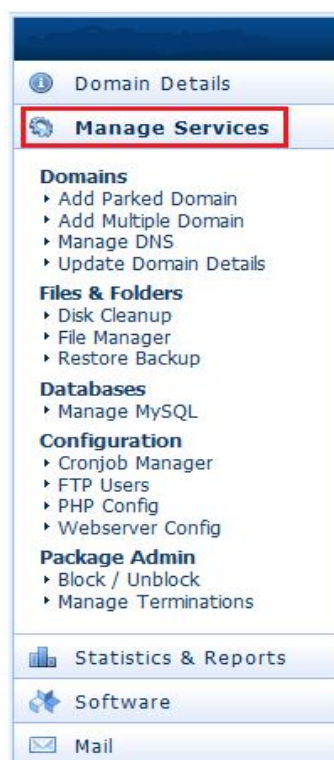 Domain Details
Manage Services
Domains
Add Parked Domain
Add Multiple Domain
Manage DNS
Update Domain Details
Files & Folders
Disk Cleanup
File Manager
Restore Backup
Databases
Manage MySQL
Configuration
Cronjob Manager
FTP Users
PHP Config
Webserver Config
Package Admin
Block / Unblock
Manage Terminations
Statistics & Reports
Software
Mail